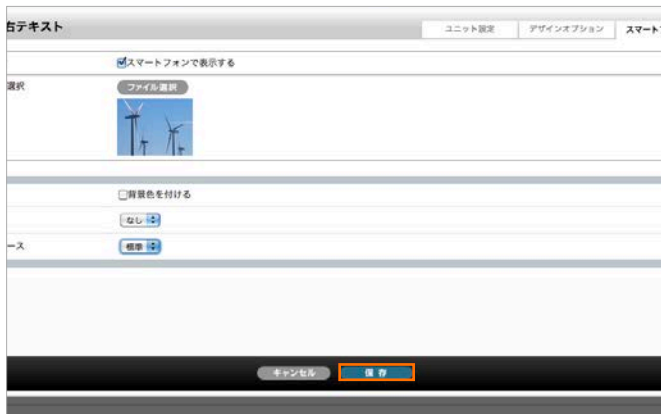 右テキスト
ユニット設定
デザインオプション
スマート
スマートフォンで表示する
選択
ファイル選択
背景色を付ける
なし
ース
標準
キャンセル
保存